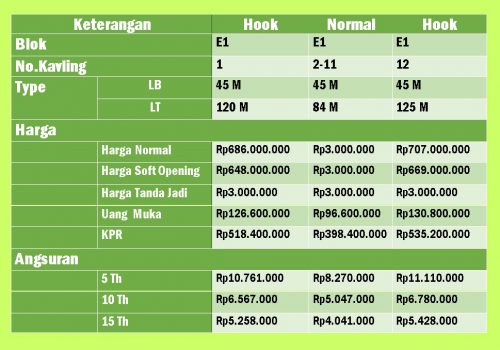 Keterangan Hook Normal Hook
Blok E1 E1 E1
No.Kavling 1 2-11 12
Type LB 45 M 45 M 45 M
LT 120 M 84 M 125 M
Harga
Harga Normal Rp686.000.000 Rp3.000.000 Rp707.000.000
Harga Soft Opening Rp648.000.000 Rp3.000.000 Rp669.000.000
Harga Tanda Jadi Rp3.000.000 Rp3.000.000 Rp3.000.000
Uang Muka Rp126.600.000 Rp96.600.000 Rp130.800.000
KPR Rp518.400.000 Rp398.400.000 Rp535.200.000
Angsuran
5 Th Rp10.761.000 Rp8.270.000 Rp11.110.000
10 Th Rp6.567.000 Rp5.047.000 Rp6.780.000
15 Th Rp5.258.000 Rp4.041.000 Rp5.428.000